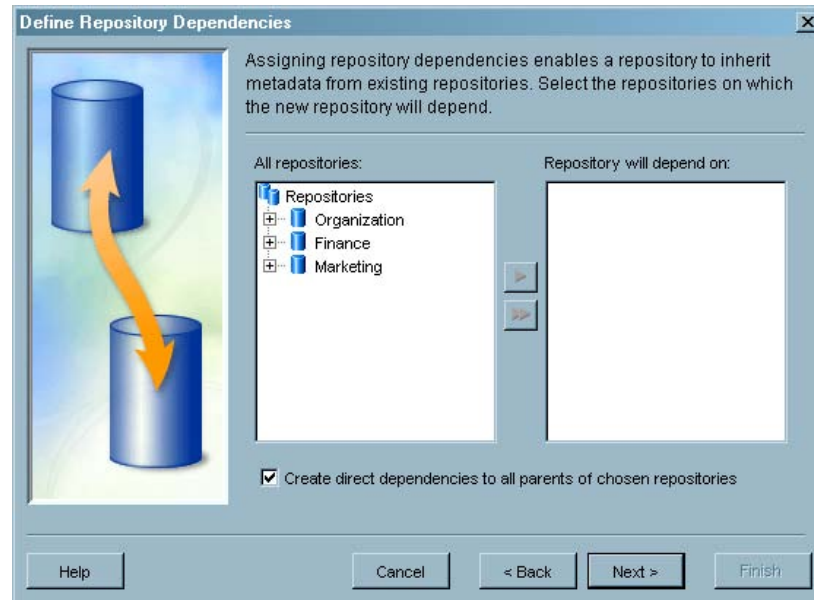 Define Repository Dependencies
Assigning repository dependencies enables a repository to inherit
metadata from existing repositories. Select the repositories on which
the new repository will depend.
All repositories:
Repository will depend on:
Repositories
Organization
Finance
Marketing
Create direct dependencies to all parents of chosen repositories
Help
Cancel
< Back
Next >
Finish